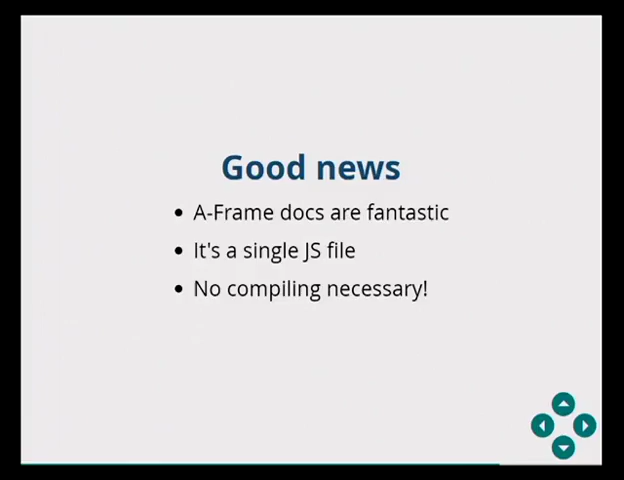 Good news
• A-Frame docs are fantastic
• It's a single JS file
• No compiling necessary!